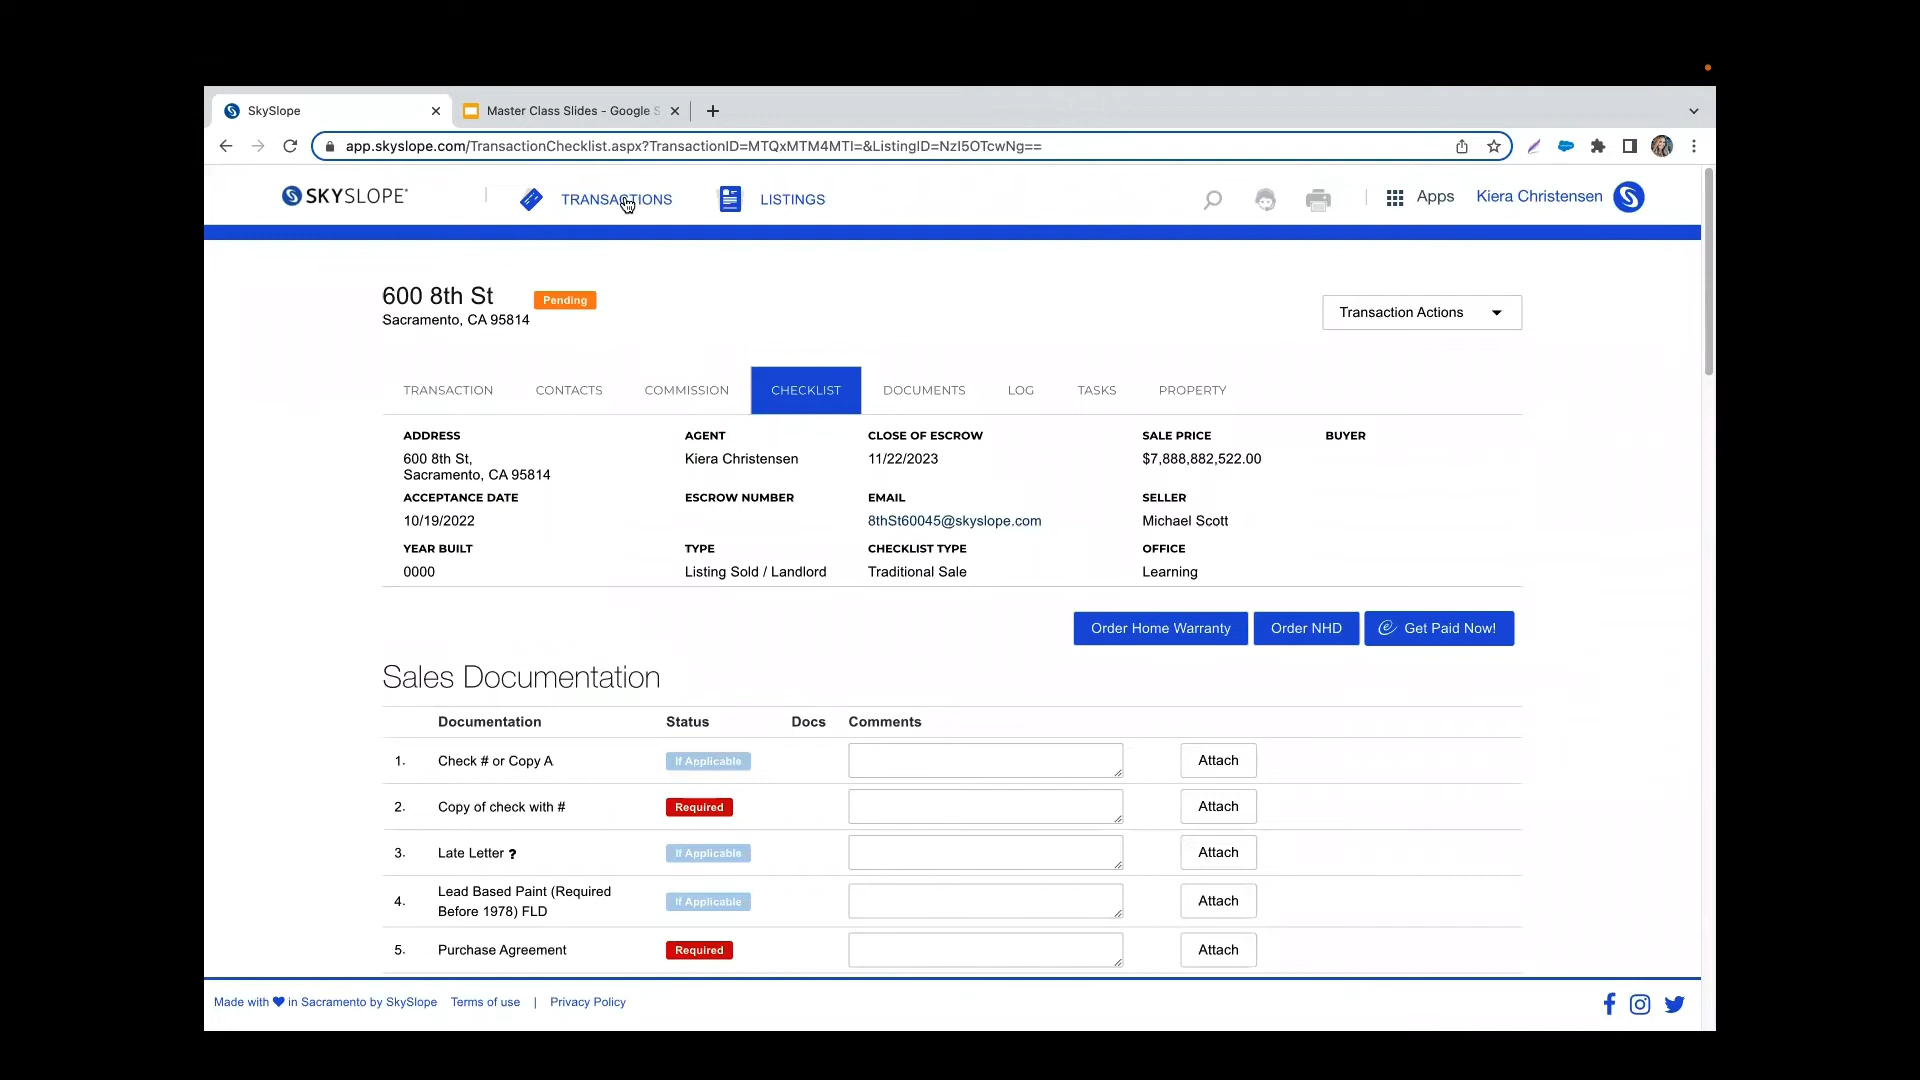 SkySlope
Master Class Slides - Google S
app.skyslope.com/TransactionChecklist.aspx?TransactionID=MTQxMTM4MTI=&ListingID=NzI5OTcwNg==
SKYSLOPE
TRANSACTIONS
LISTINGS
Apps
Kiera Christensen
600 8th St
Pending
Sacramento, CA 95814
Transaction Actions
TRANSACTION CONTACTS COMMISSION CHECKLIST DOCUMENTS LOG TASKS PROPERTY
ADDRESS AGENT CLOSE OF ESCROW SALE PRICE BUYER
600 8th St, Kiera Christensen 11/22/2023 $7,888,882,522.00
Sacramento, CA 95814
ACCEPTANCE DATE ESCROW NUMBER EMAIL SELLER
10/19/2022 8thSt60045@skyslope.com Michael Scott
YEAR BUILT TYPE CHECKLIST TYPE OFFICE
0000 Listing Sold / Landlord Traditional Sale Learning
Order Home Warranty Order NHD Get Paid Now!
Sales Documentation
Documentation Status Docs Comments
1. Check # or Copy A If Applicable Attach
2. Copy of check with # Required Attach
3. Late Letter ? If Applicable Attach
4. Lead Based Paint (Required Before 1978) FLD If Applicable Attach
5. Purchase Agreement Required Attach
Made with ♥ in Sacramento by SkySlope Terms of use | Privacy Policy